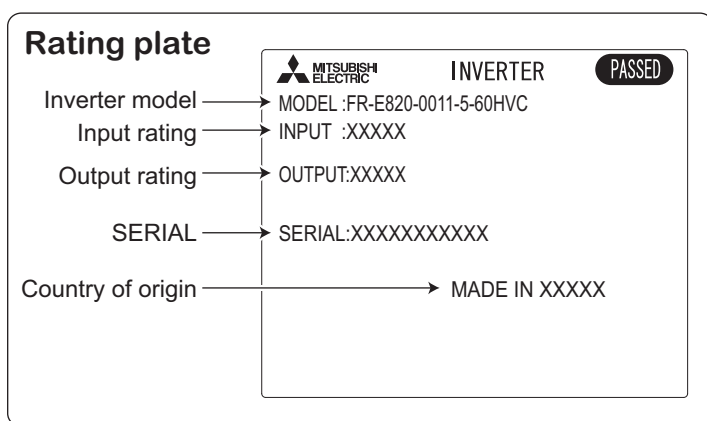 Rating plate
MITSUBISHI
ELECTRIC
INVERTER
PASSED
Inverter model
MODEL :FR-E820-0011-5-60HVC
Input rating
INPUT :XXXXX
Output rating
OUTPUT:XXXXX
SERIAL
SERIAL:XXXXXXXXXXX
Country of origin
MADE IN XXXXX